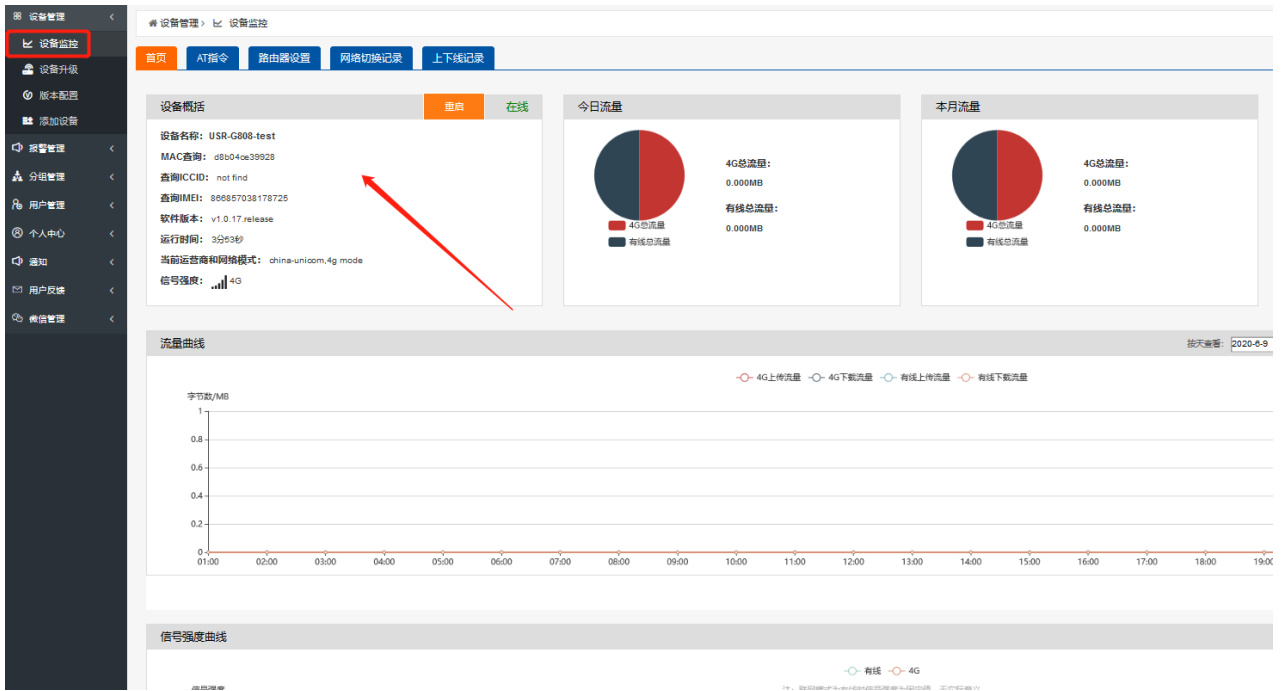 设备管理
设备监控
设备升级
版本配置
添加设备
报警管理
分组管理
用户管理
个人中心
通知
用户反馈
微信管理
设备管理 > 设备监控
首页 AT指令 路由器设置 网络切换记录 上下线记录
设备概括 重启 在线
设备名称: USR-G808-test
MAC查询: d8b04ce39928
查询ICCID: not find
查询IMEI: 866857038178725
软件版本: v1.0.17.release
运行时间: 3分53秒
当前运营商和网络模式: china-unicom,4g mode
信号强度: 4G
今日流量
4G总流量:
0.000MB
有线总流量:
0.000MB
4G总流量
有线总流量
本月流量
4G总流量:
0.000MB
有线总流量:
0.000MB
4G总流量
有线总流量
流量曲线 按天查看: 2020-6-9
4G上传流量 4G下载流量 有线上传流量 有线下载流量
字节数/MB
1
0.8
0.6
0.4
0.2
0
01:00 02:00 03:00 04:00 05:00 06:00 07:00 08:00 09:00 10:00 11:00 12:00 13:00 14:00 15:00 16:00 17:00 18:00 19:00
信号强度曲线
有线 4G
信号强度